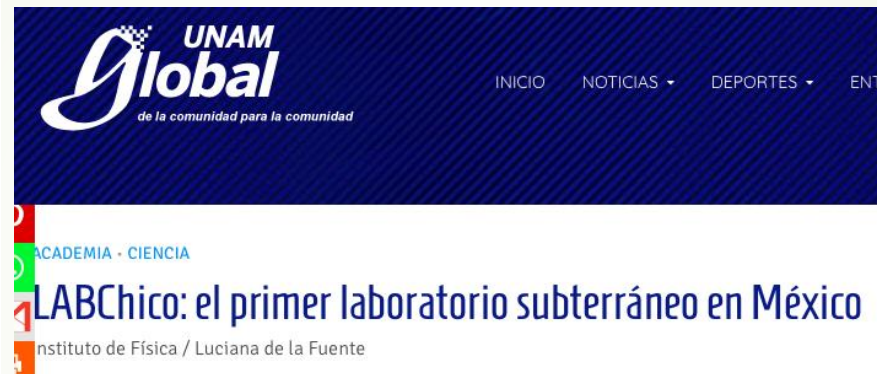 UNAM
global
de la comunidad para la comunidad
INICIO NOTICIAS DEPORTES ENT
ACADEMIA - CIENCIA
LABChico: el primer laboratorio subterráneo en México
nstituto de Física / Luciana de la Fuente